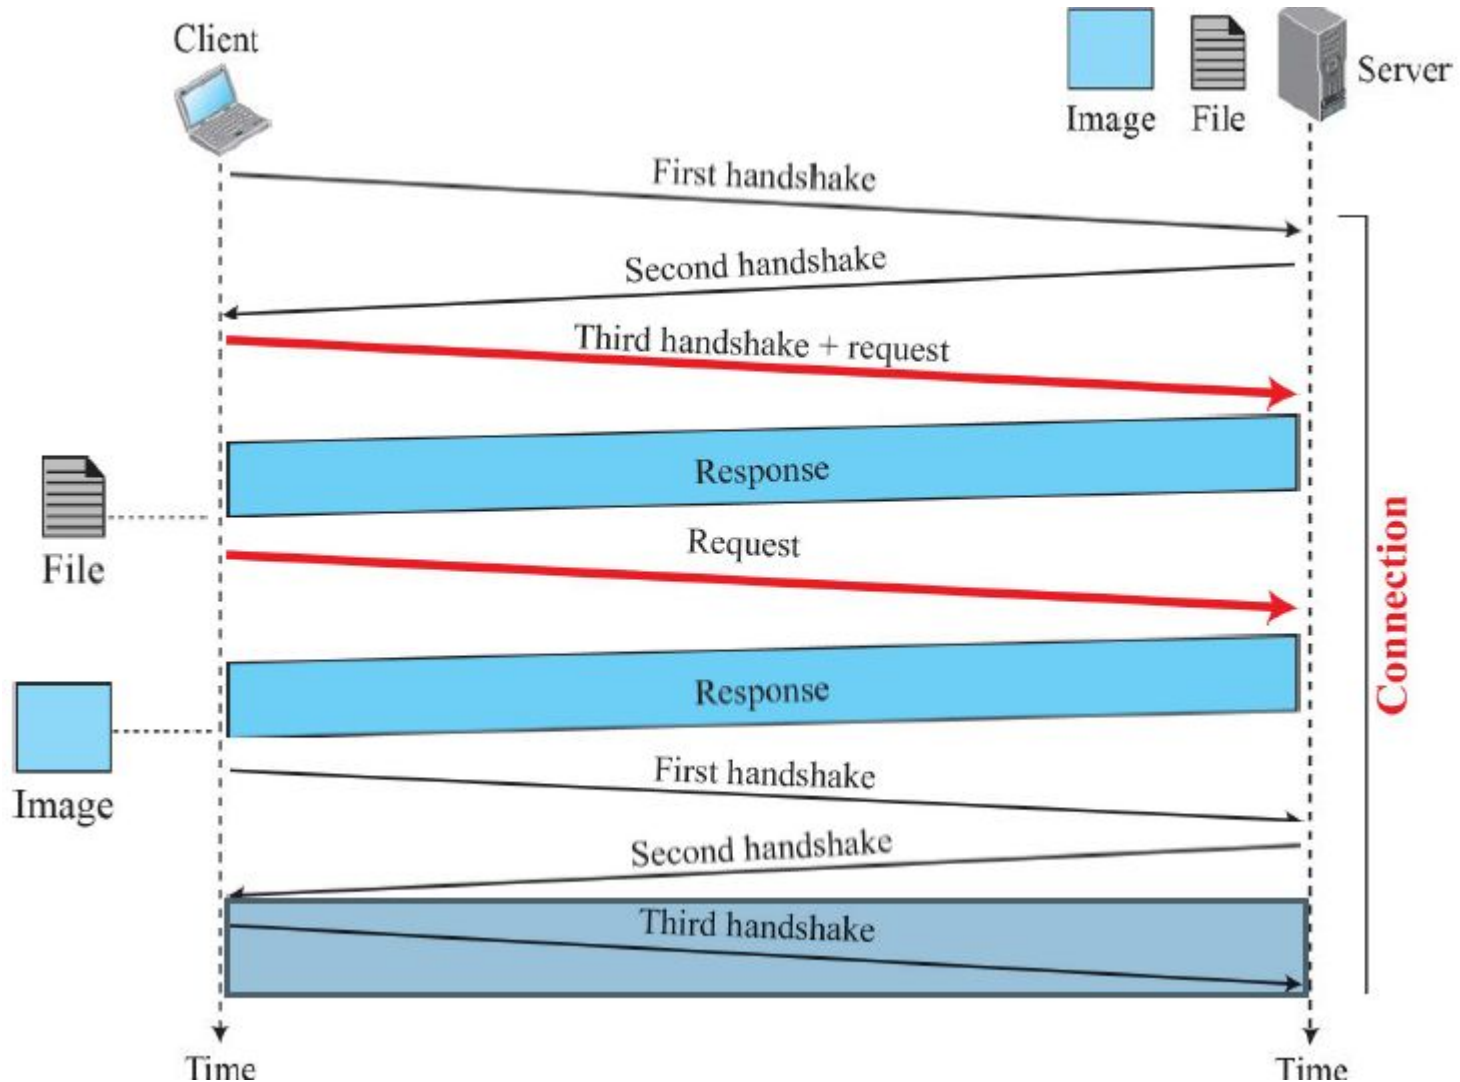 Client
Server
Image
File
First handshake
Second handshake
Third handshake + request
Response
File
Request
Connection
Response
Image
First handshake
Second handshake
Third handshake
Time
Time